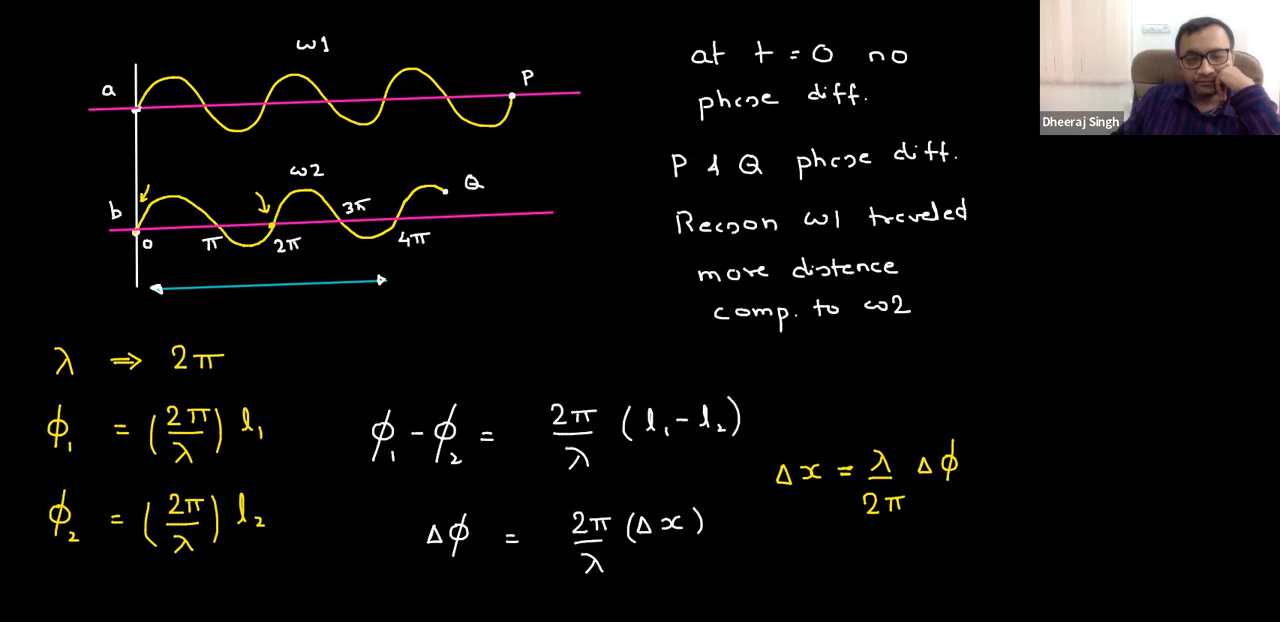 ω1
a
P
ω2
Q
b
0
π
2π
3π
4π
at t = 0 no
phase diff.
P & Q phase diff.
Reason ω1 traveled
more distance
comp. to ω2
Dheeraj Singh
λ ⇒ 2π
ϕ₁ = (2π/λ) l₁
ϕ₂ = (2π/λ) l₂
ϕ₁ - ϕ₂ = 2π/λ (l₁ - l₂)
Δϕ = 2π/λ (Δx)
Δx = λ/2π Δϕ